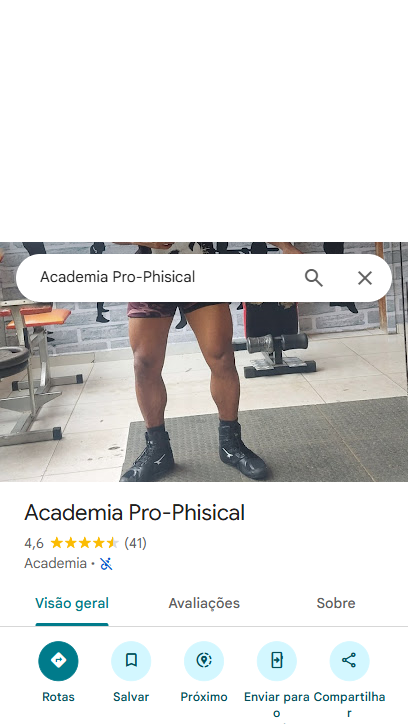 Academia Pro-Phisical
Academia Pro-Phisical
4,6 (41)
Academia ·
Visão geral Avaliações Sobre
Rotas Salvar Próximo Enviar para o Compartilhar